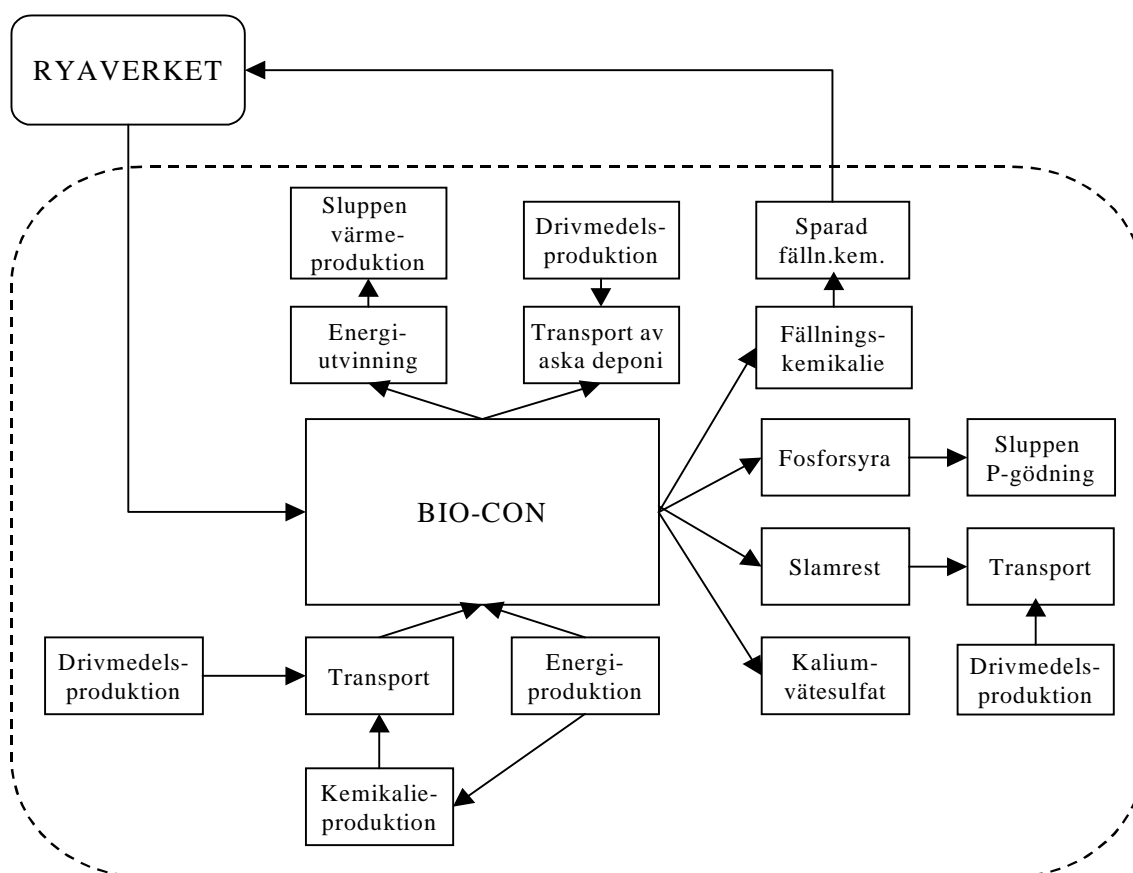 RYAVERKET
Sluppen
värme-
produktion
Drivmedels-
produktion
Sparad
fälln.kem.
Energi-
utvinning
Transport av
aska deponi
Fällnings-
kemikalie
BIO-CON
Fosforsyra
Sluppen
P-gödning
Slamrest
Transport
Drivmedels-
produktion
Transport
Energi-
produktion
Kalium-
vätesulfat
Drivmedels-
produktion
Kemikalie-
produktion